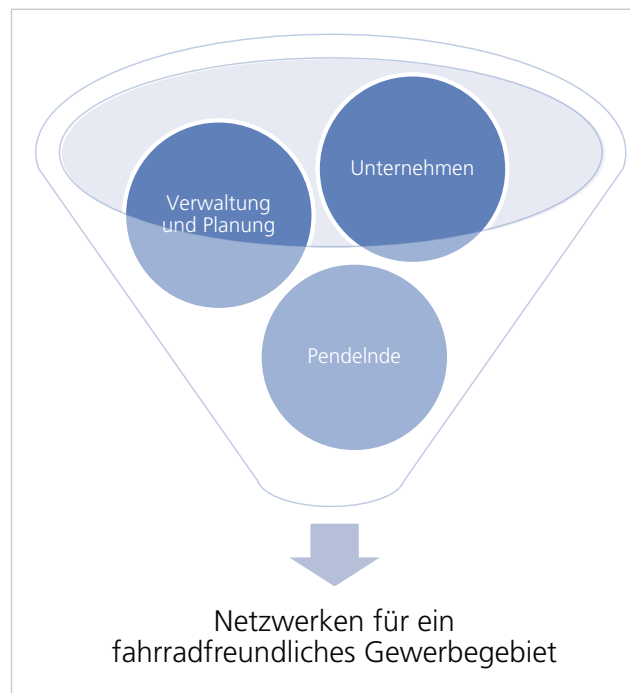 Unternehmen
Verwaltung
und Planung
Pendelnde
Netzwerken für ein
fahrradfreundliches Gewerbegebiet